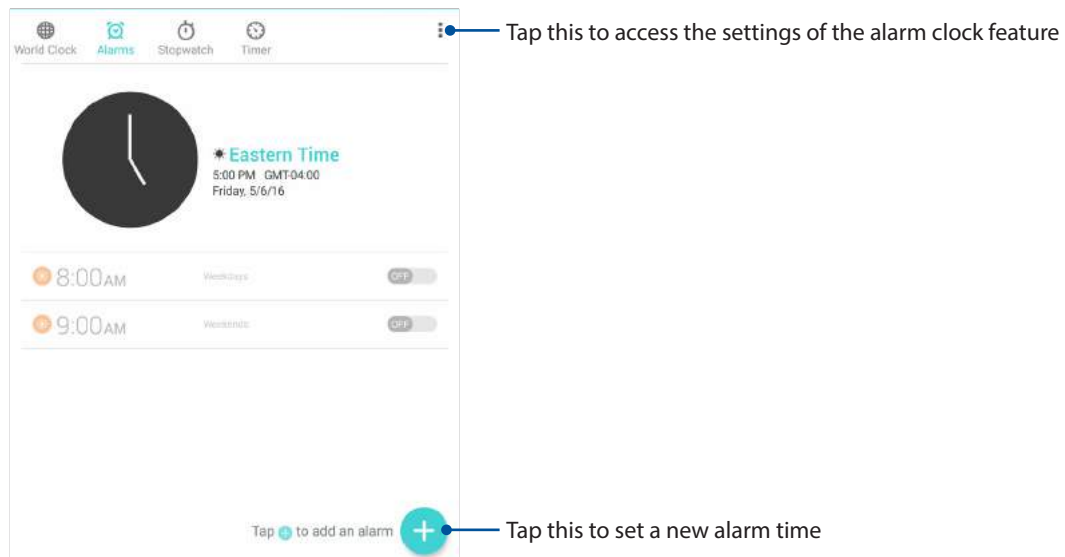 World Clock Alarms Stopwatch Timer
Tap this to access the settings of the alarm clock feature
Eastern Time
5:00 PM GMT-04:00
Friday, 5/6/16
8:00AM Weekdays OFF
9:00AM Weekends OFF
Tap + to add an alarm
Tap this to set a new alarm time